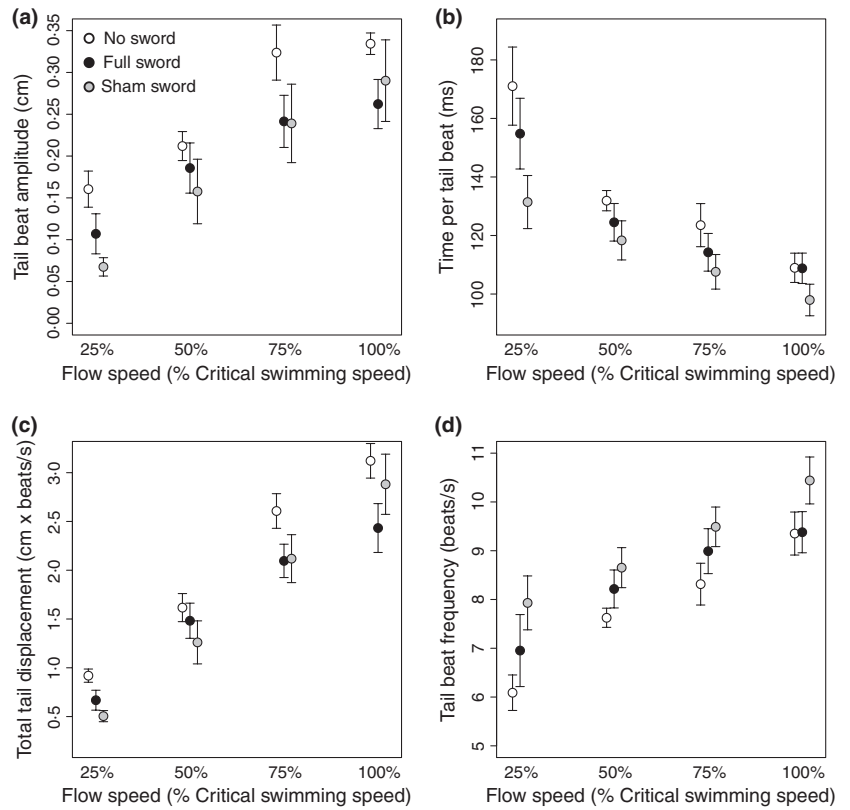 (a)
No sword
Full sword
Sham sword
Tail beat amplitude (cm)
0·35
0·30
0·25
0·20
0·15
0·10
0·05
0·00
25% 50% 75% 100%
Flow speed (% Critical swimming speed)
(b)
Time per tail beat (ms)
180
160
140
120
100
25% 50% 75% 100%
Flow speed (% Critical swimming speed)
(c)
Total tail displacement (cm x beats/s)
3·0
2·5
2·0
1·5
1·0
0·5
25% 50% 75% 100%
Flow speed (% Critical swimming speed)
(d)
Tail beat frequency (beats/s)
11
10
9
8
7
6
5
25% 50% 75% 100%
Flow speed (% Critical swimming speed)